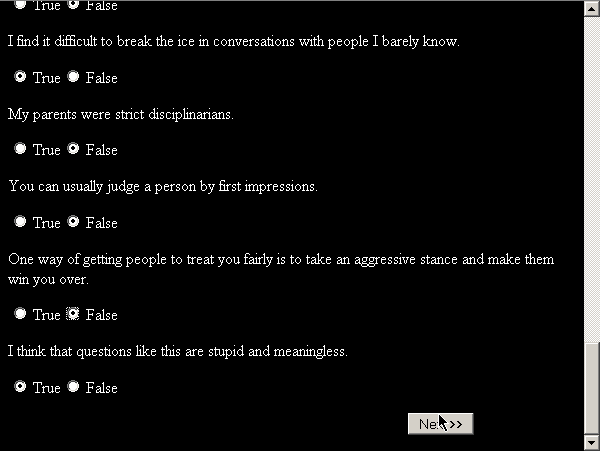 True False
I find it difficult to break the ice in conversations with people I barely know.
True False
My parents were strict disciplinarians.
True False
You can usually judge a person by first impressions.
True False
One way of getting people to treat you fairly is to take an aggressive stance and make them
win you over.
True False
I think that questions like this are stupid and meaningless.
True False
>>